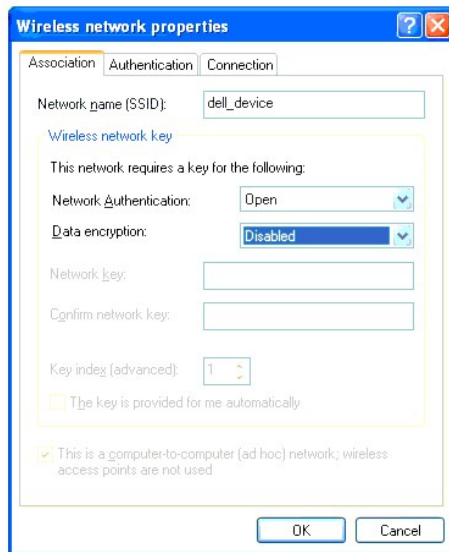 Wireless network properties
Association Authentication Connection
Network name (SSID): dell_device
Wireless network key
This network requires a key for the following:
Network Authentication: Open
Data encryption: Disabled
Network key:
Confirm network key:
Key index (advanced): 1
The key is provided for me automatically
This is a computer-to-computer (ad hoc) network; wireless
access points are not used
OK Cancel